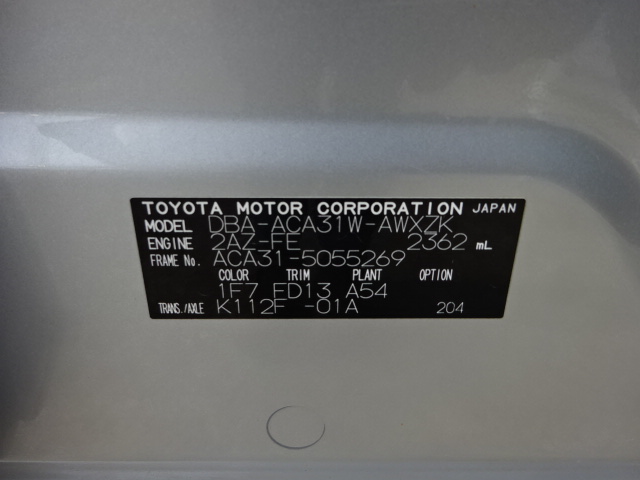 TOYOTA MOTOR CORPORATION JAPAN
MODEL DBA-ACA31W-AWXZK
ENGINE 2AZ-FE 2362 mL
FRAME No. ACA31-5055269
COLOR TRIM PLANT OPTION
1F7 FD13 A54
TRANS./AXLE K112F -01A 204